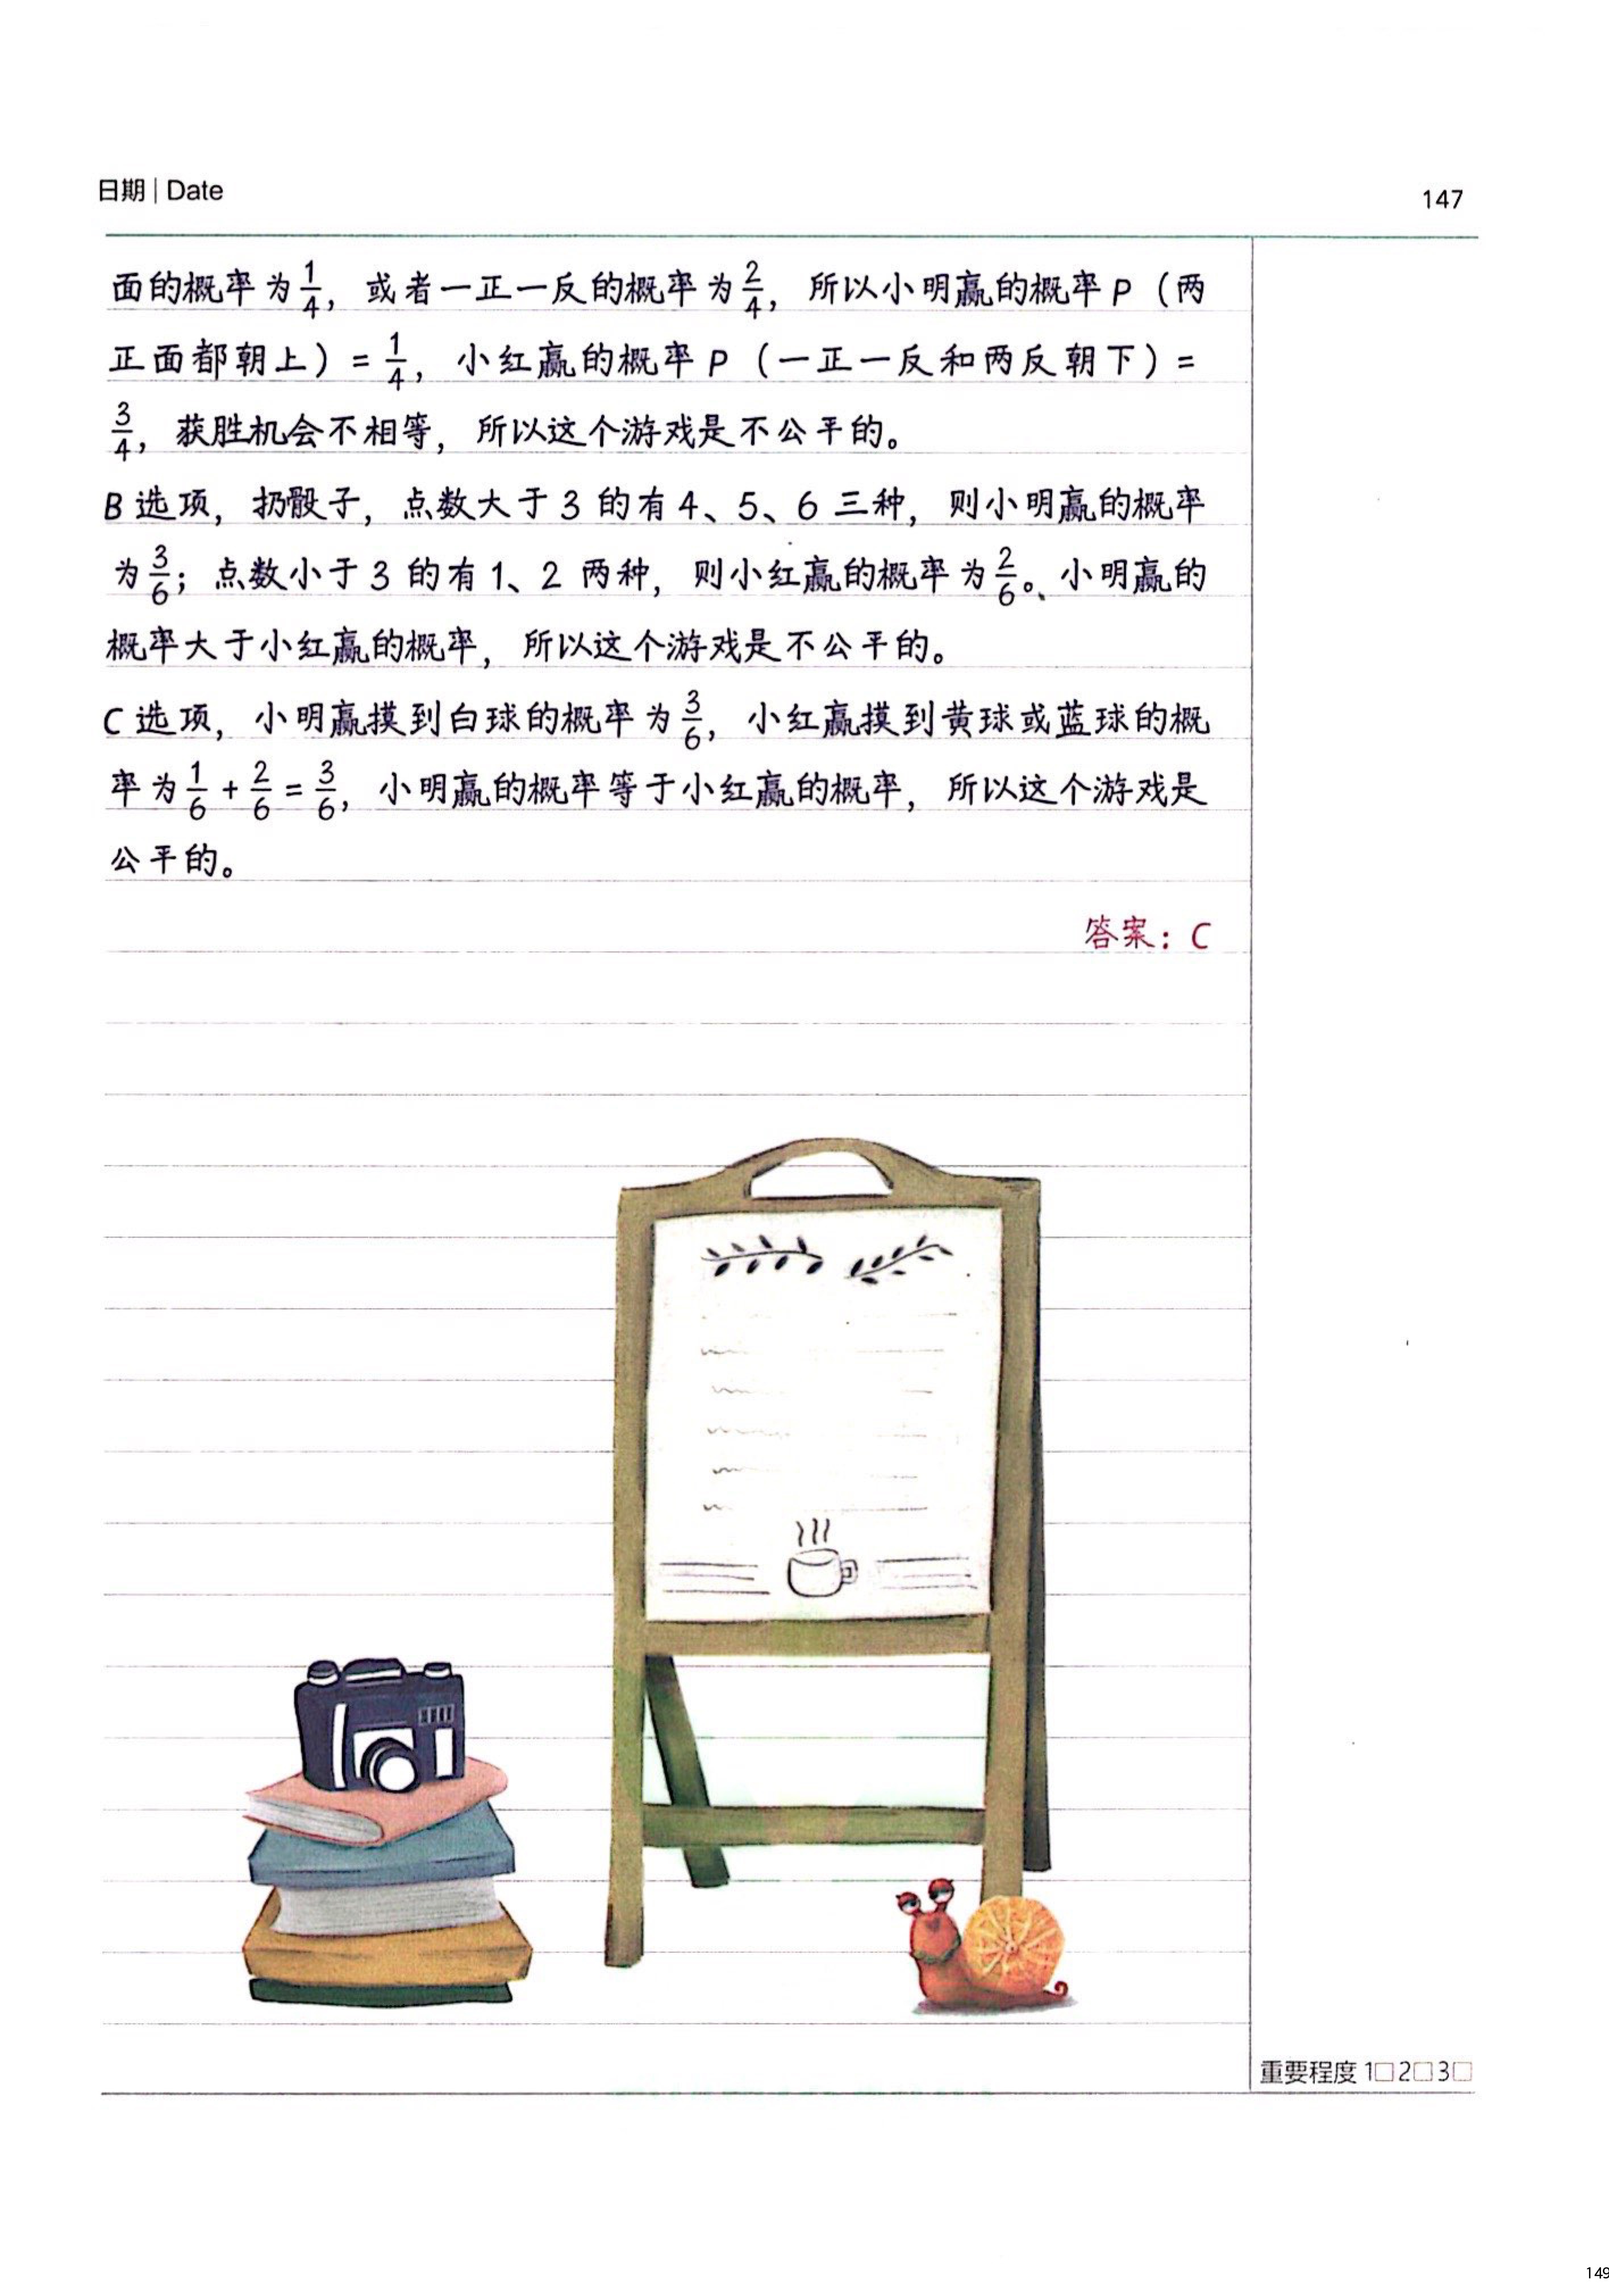 日期 | Date
147
面的概率为1/4，或者一正一反的概率为2/4，所以小明赢的概率P（两
正面都朝上）=1/4，小红赢的概率P（一正一反和两反朝下）=
3/4，获胜机会不相等，所以这个游戏是不公平的。
B选项，扔骰子，点数大于3的有4、5、6三种，则小明赢的概率
为3/6；点数小于3的有1、2两种，则小红赢的概率为2/6。小明赢的
概率大于小红赢的概率，所以这个游戏是不公平的。
C选项，小明赢摸到白球的概率为3/6，小红赢摸到黄球或蓝球的概
率为1/6+2/6=3/6，小明赢的概率等于小红赢的概率，所以这个游戏是
公平的。
答案：C
重要程度 1□2□3□
149